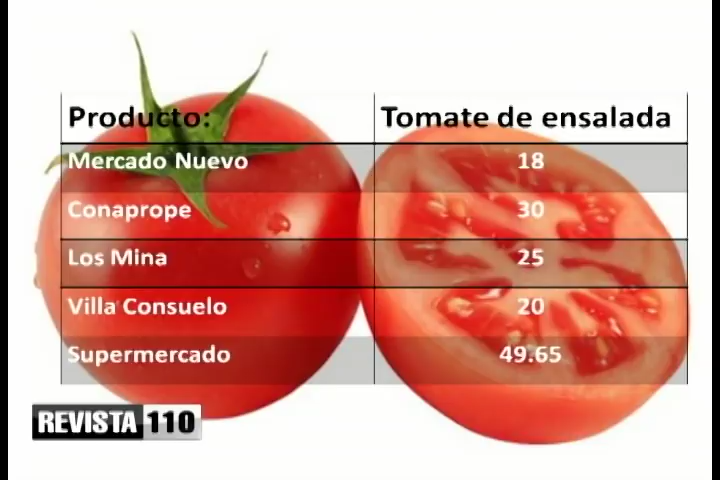 Producto: Tomate de ensalada
Mercado Nuevo 18
Conaprope 30
Los Mina 25
Villa Consuelo 20
Supermercado 49.65
REVISTA 110